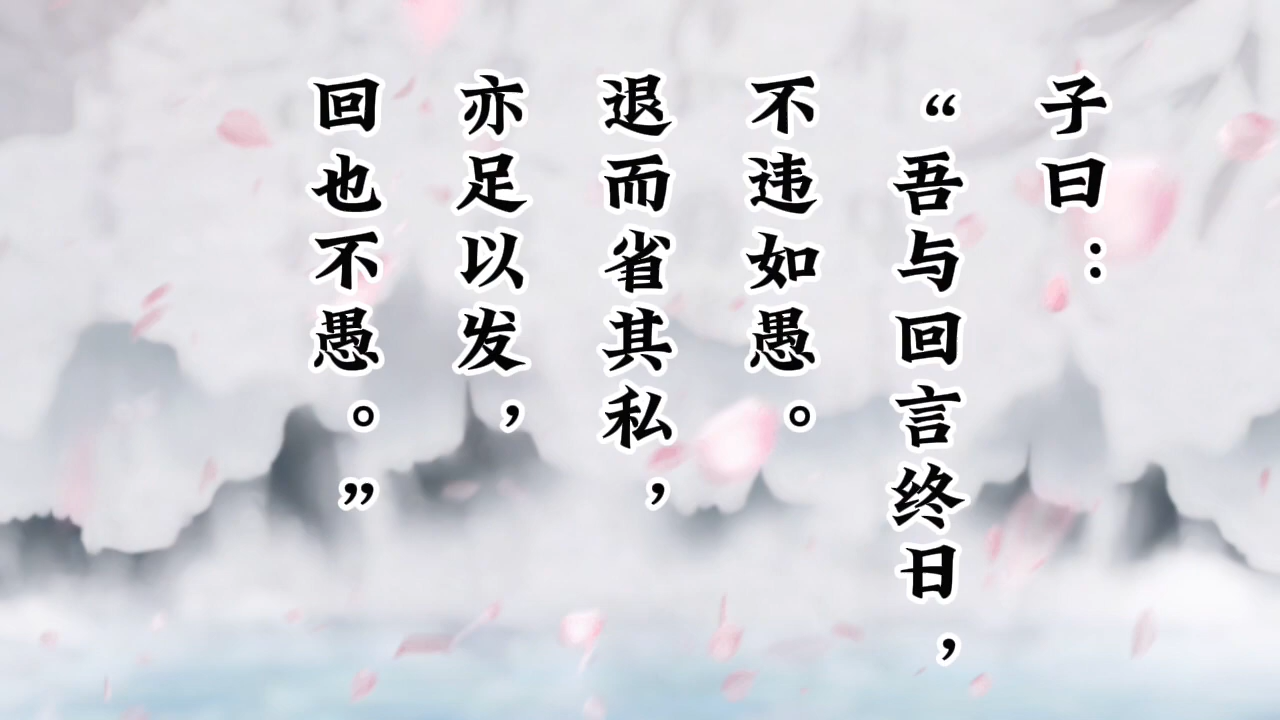 子曰：
“吾与回言终日，
不违如愚。
退而省其私，
亦足以发，
回也不愚。”